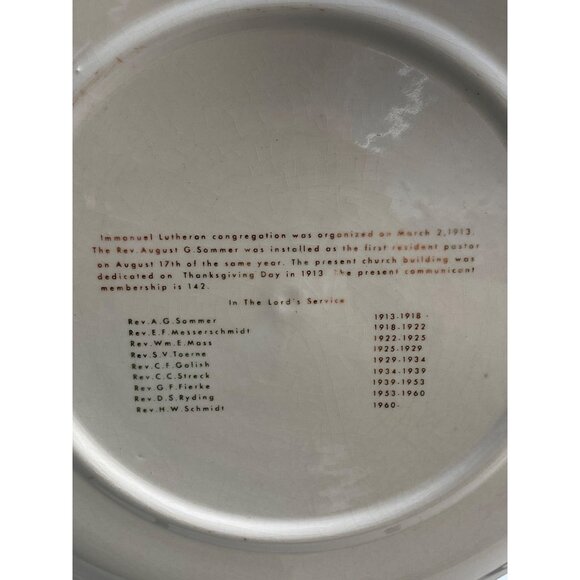 Immanuel Lutheran congregation was organized on March 2,1913.
The Rev. August G. Sommer was installed as the first resident pastor
on August 17th of the same year. The present church building was
dedicated on Thanksgiving Day in 1913. The present communicant
membership is 142.
In The Lord's Service
Rev. A. G. Sommer 1913-1918
Rev. E. F. Messerschmidt 1918-1922
Rev. Wm. E. Mass 1922-1925
Rev. S. V. Toerne 1925-1929
Rev. C. F. Golish 1929-1934
Rev. C. C. Streck 1934-1939
Rev. G. F. Fierke 1939-1953
Rev. D. S. Ryding 1953-1960
Rev. H. W. Schmidt 1960-